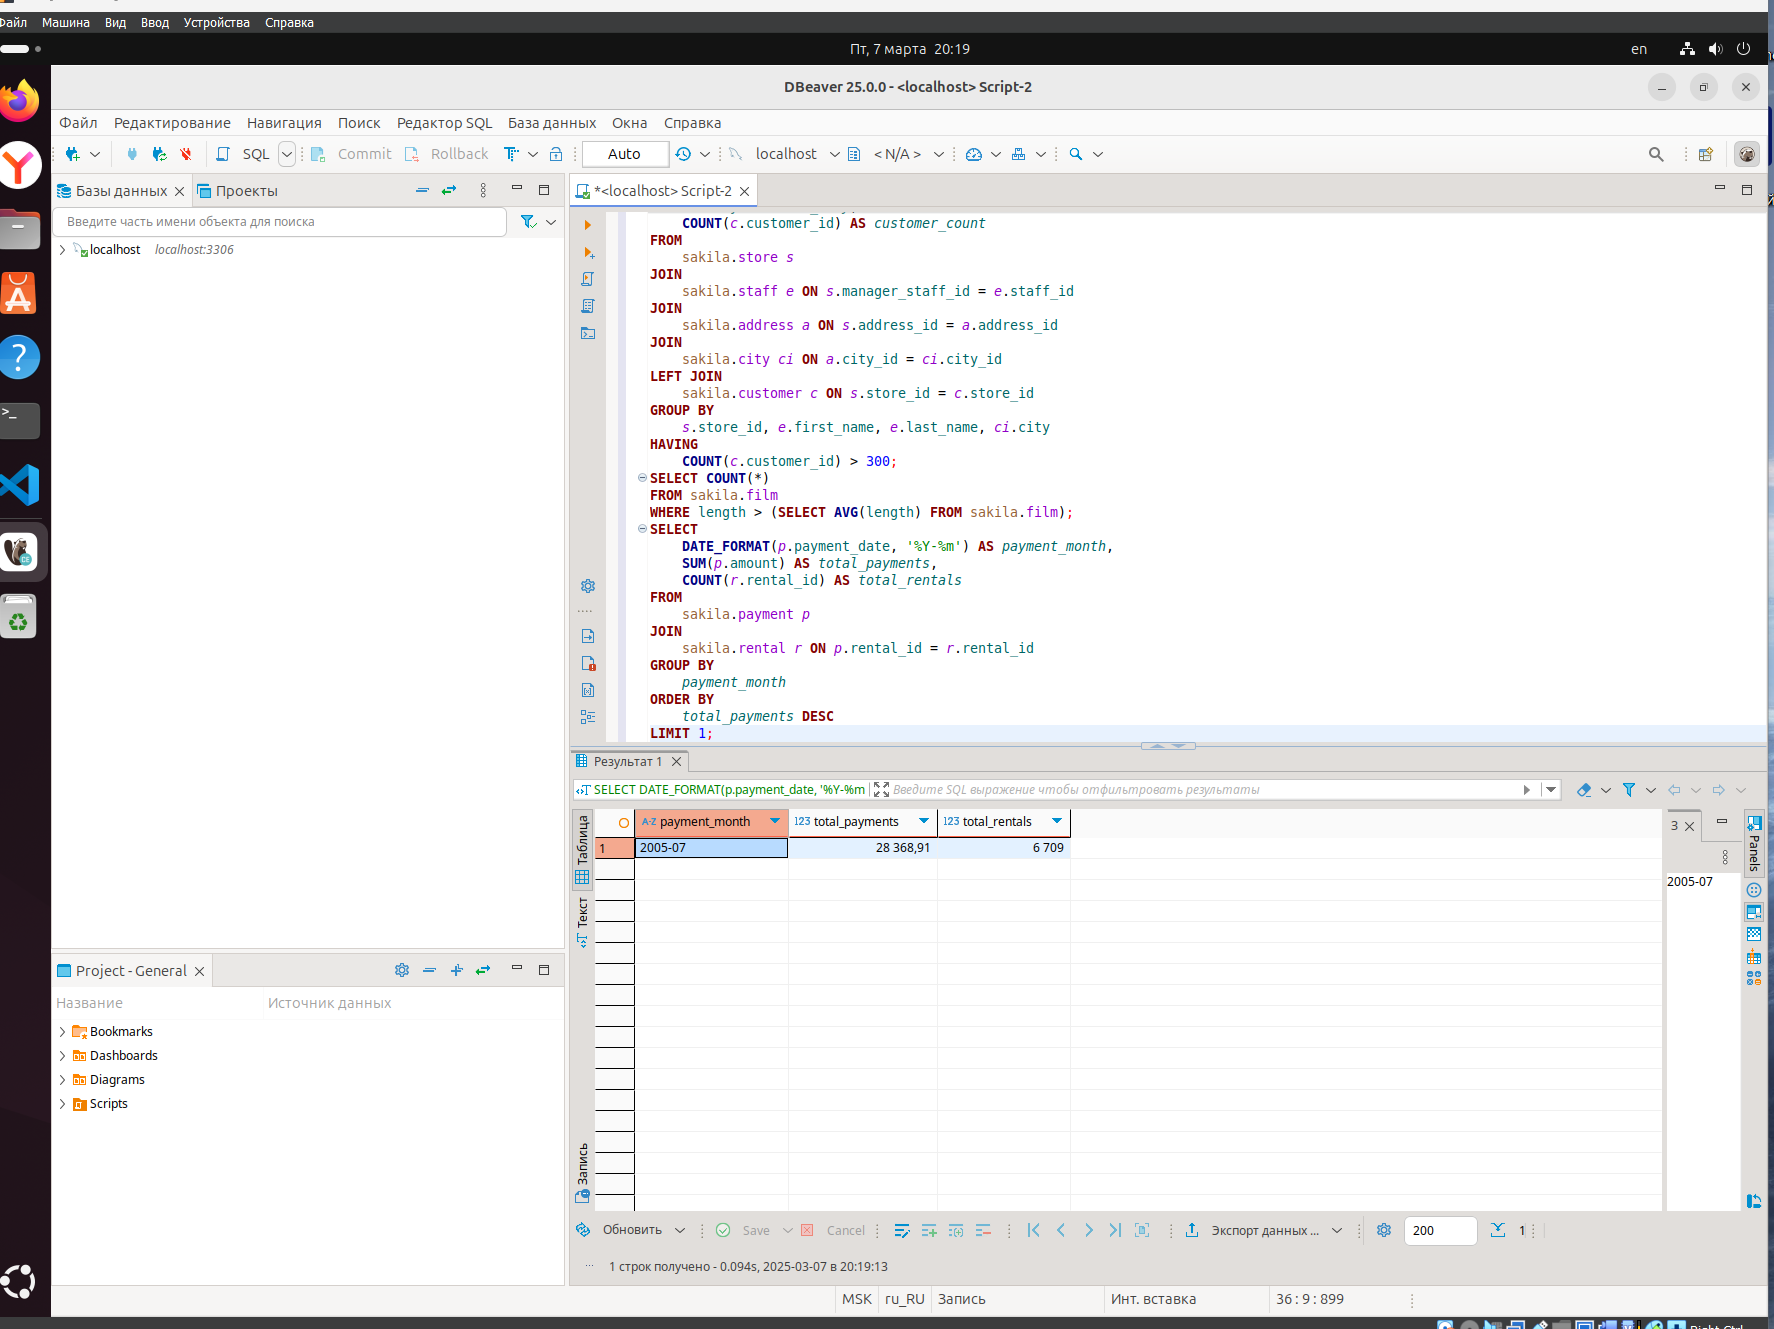 Файл Машина Вид Ввод Устройства Справка
Пт, 7 марта 20:19
en
DBeaver 25.0.0 - <localhost> Script-2
Файл Редактирование Навигация Поиск Редактор SQL База данных Окна Справка
SQL Commit Rollback Auto localhost < N/A >
Базы данных Проекты
Введите часть имени объекта для поиска
localhost localhost:3306
*<localhost> Script-2
COUNT(c.customer_id) AS customer_count
FROM
sakila.store s
JOIN
sakila.staff e ON s.manager_staff_id = e.staff_id
JOIN
sakila.address a ON s.address_id = a.address_id
JOIN
sakila.city ci ON a.city_id = ci.city_id
LEFT JOIN
sakila.customer c ON s.store_id = c.store_id
GROUP BY
s.store_id, e.first_name, e.last_name, ci.city
HAVING
COUNT(c.customer_id) > 300;
SELECT COUNT(*)
FROM sakila.film
WHERE length > (SELECT AVG(length) FROM sakila.film);
SELECT
DATE_FORMAT(p.payment_date, '%Y-%m') AS payment_month,
SUM(p.amount) AS total_payments,
COUNT(r.rental_id) AS total_rentals
FROM
sakila.payment p
JOIN
sakila.rental r ON p.rental_id = r.rental_id
GROUP BY
payment_month
ORDER BY
total_payments DESC
LIMIT 1;
Результат 1
SELECT DATE_FORMAT(p.payment_date, '%Y-%m Введите SQL выражение чтобы отфильтровать результаты
Таблица
Текст
Запись
A-Z payment_month 123 total_payments 123 total_rentals
1 2005-07 28 368,91 6 709
3
Panels
2005-07
Обновить Save Cancel Экспорт данных ... 200 1
1 строк получено - 0.094s, 2025-03-07 в 20:19:13
Project - General
Название Источник данных
Bookmarks
Dashboards
Diagrams
Scripts
MSK ru_RU Запись Инт. вставка 36 : 9 : 899